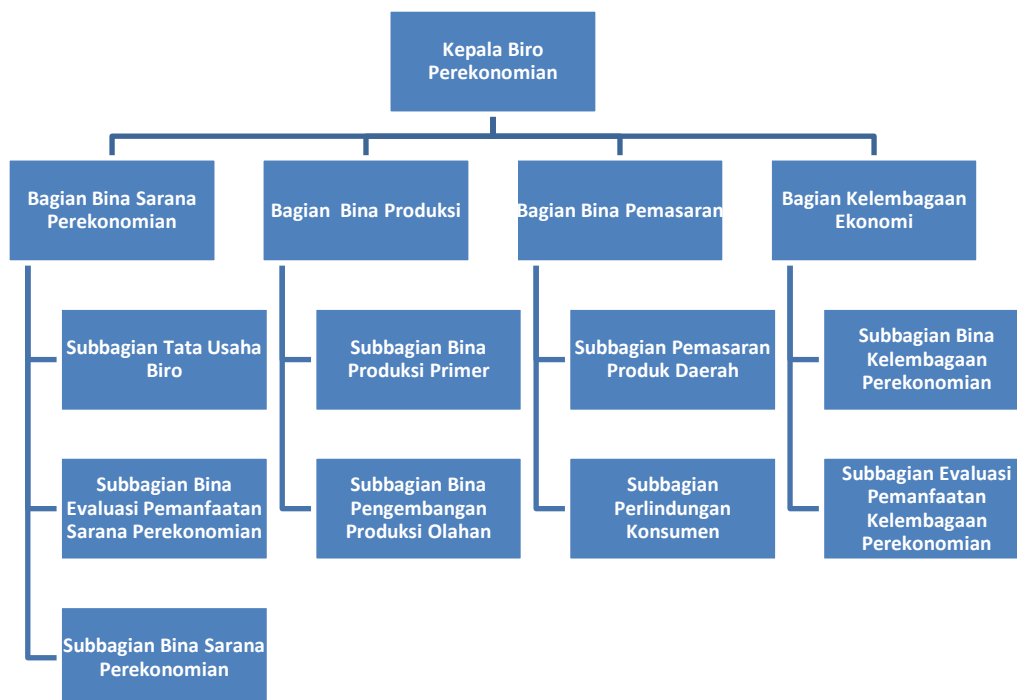 Kepala Biro
Perekonomian
Bagian Bina Sarana
Perekonomian
Bagian Bina Produksi
Bagian Bina Pemasaran
Bagian Kelembagaan
Ekonomi
Subbagian Tata Usaha
Biro
Subbagian Bina
Produksi Primer
Subbagian Pemasaran
Produk Daerah
Subbagian Bina
Kelembagaan
Perekonomian
Subbagian Bina
Evaluasi Pemanfaatan
Sarana Perekonomian
Subbagian Bina
Pengembangan
Produksi Olahan
Subbagian
Perlindungan
Konsumen
Subbagian Evaluasi
Pemanfaatan
Kelembagaan
Perekonomian
Subbagian Bina Sarana
Perekonomian